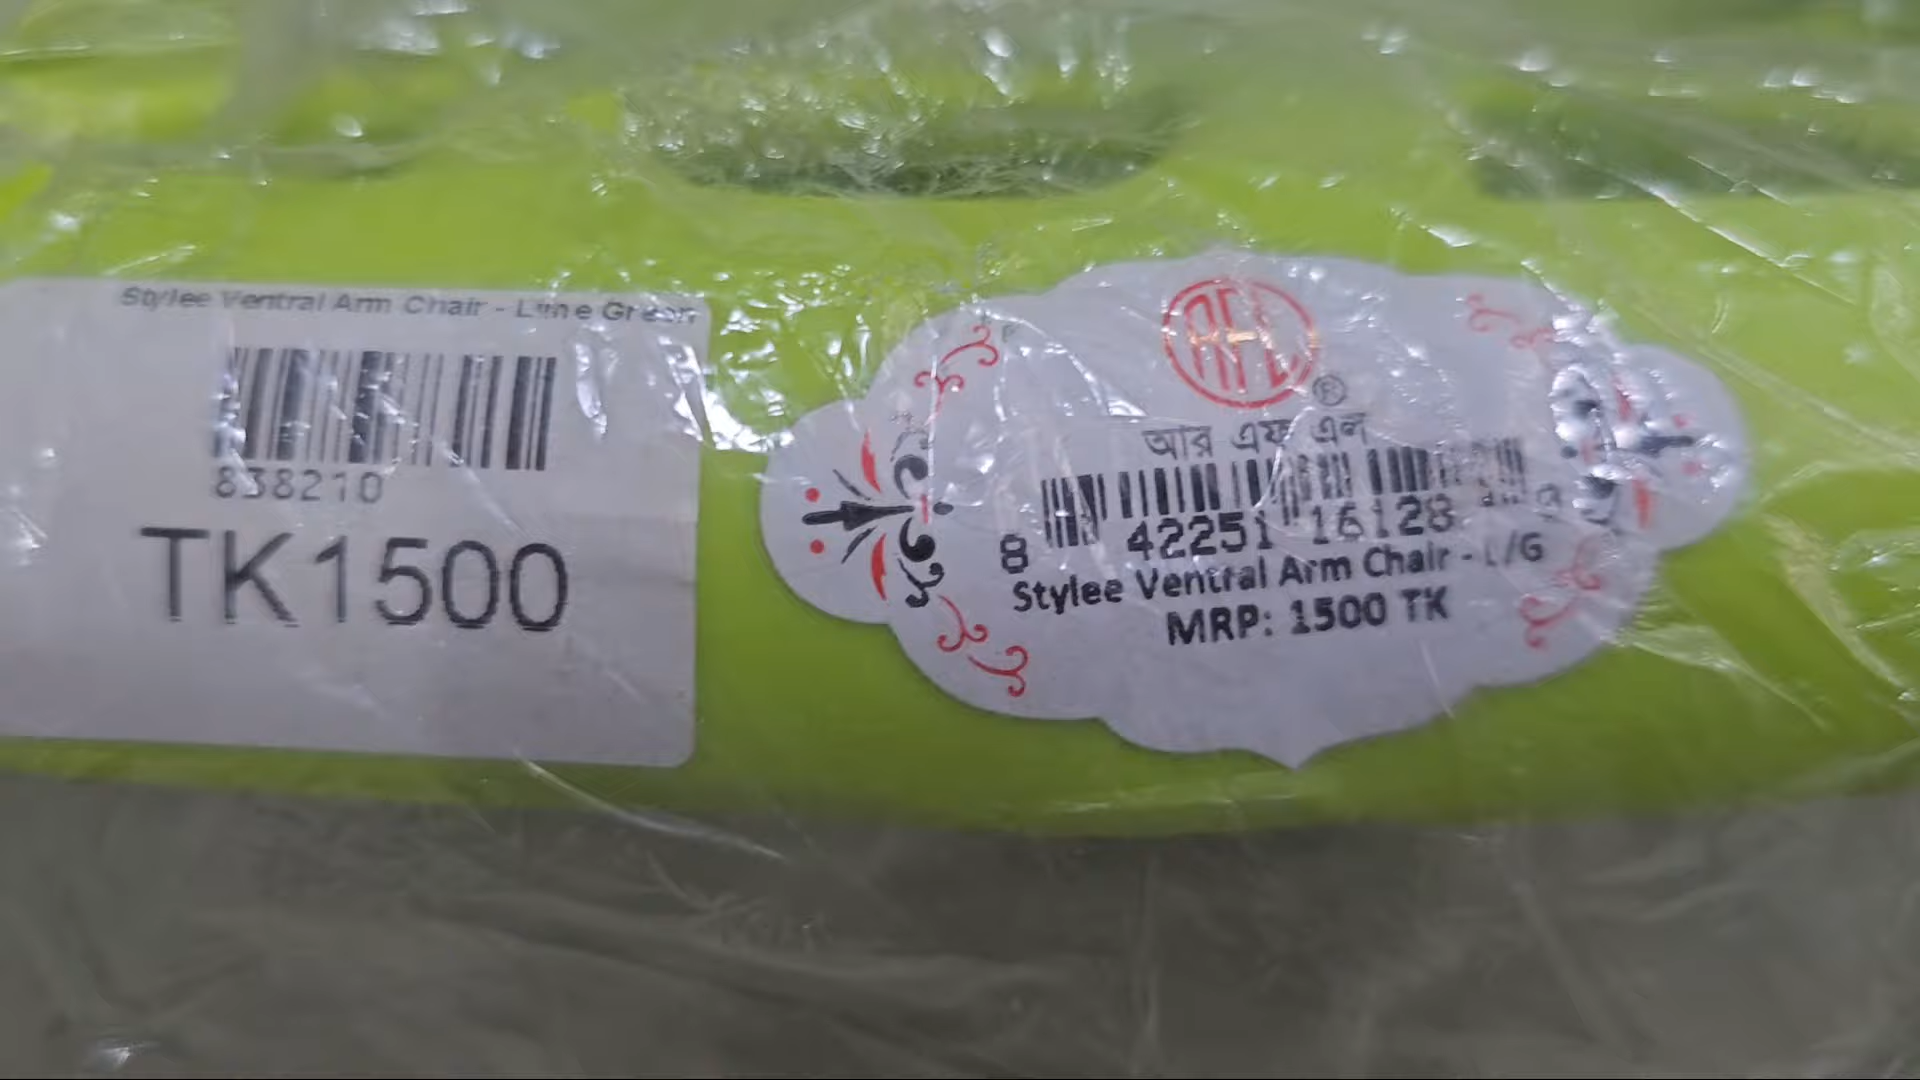 Stylee Ventral Arm Chair - Lime Green
838210
TK1500
RFL
®
আর এফ এল
8 42251 16128
Stylee Ventral Arm Chair - L/G
MRP: 1500 TK